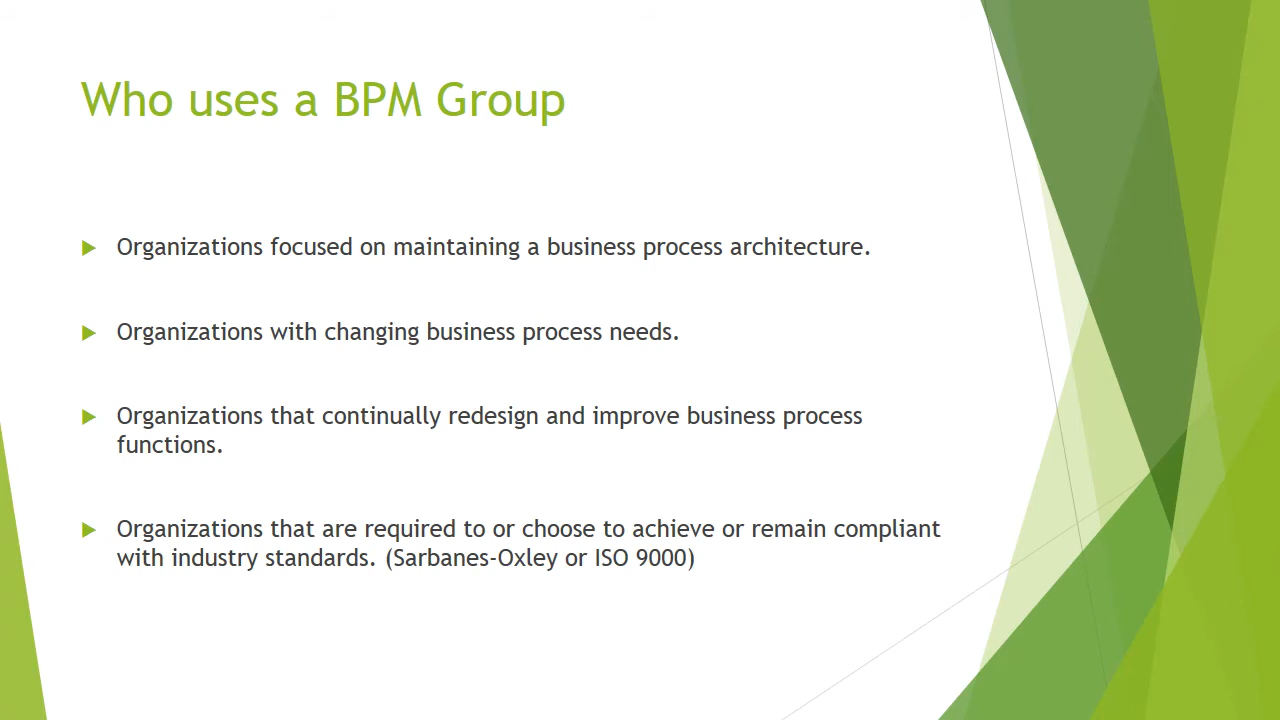 Who uses a BPM Group
Organizations focused on maintaining a business process architecture.
Organizations with changing business process needs.
Organizations that continually redesign and improve business process
functions.
Organizations that are required to or choose to achieve or remain compliant
with industry standards. (Sarbanes-Oxley or ISO 9000)